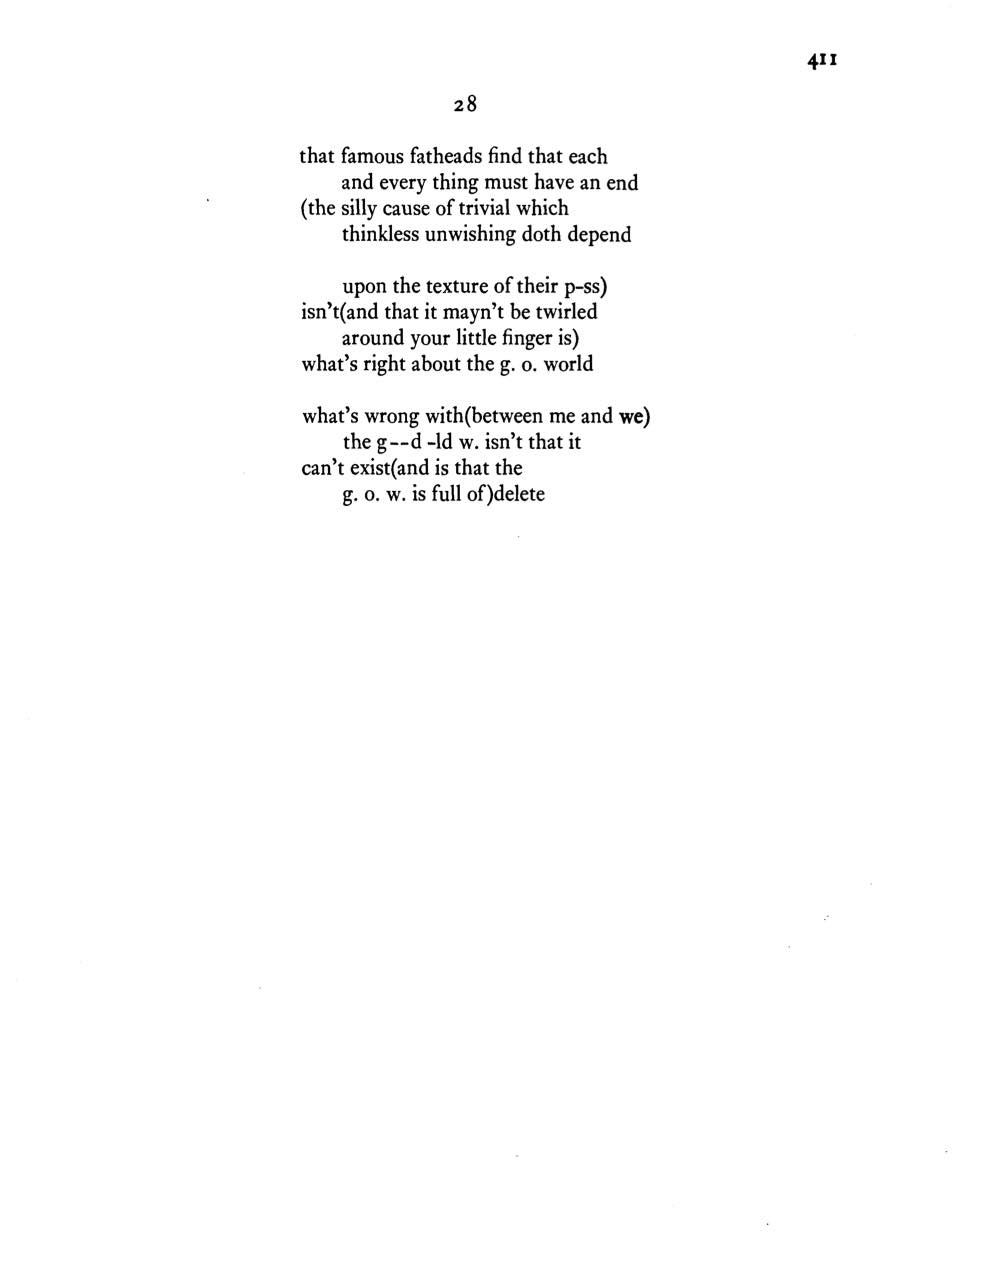 411
28
that famous fatheads find that each
and every thing must have an end
(the silly cause of trivial which
thinkless unwishing doth depend
upon the texture of their p-ss)
isn't(and that it mayn't be twirled
around your little finger is)
what's right about the g. o. world
what's wrong with(between me and we)
the g--d -ld w. isn't that it
can't exist(and is that the
g. o. w. is full of)delete